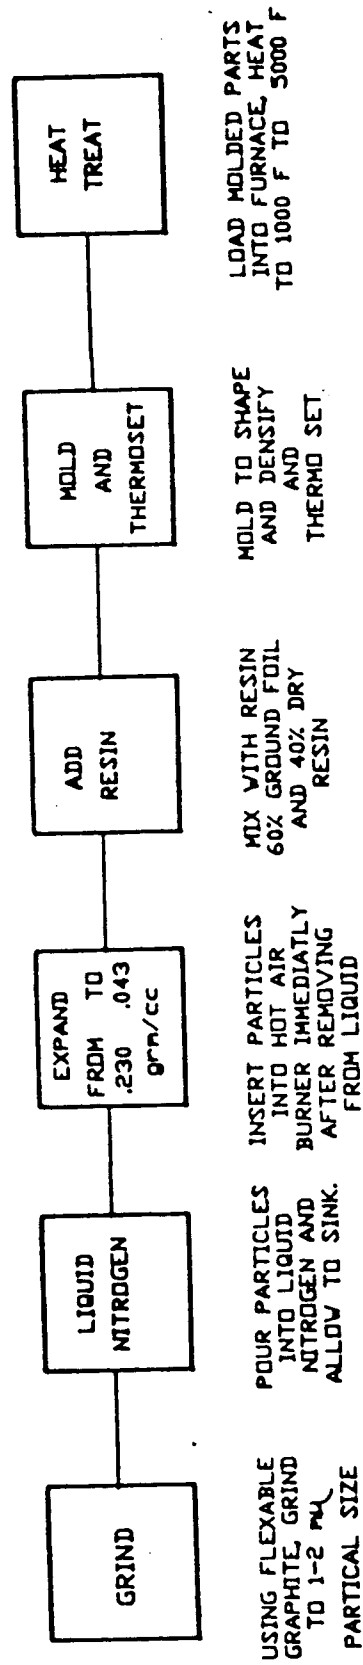 GRIND
USING FLEXABLE
GRAPHITE, GRIND
TO 1-2
PARTICAL SIZE
LIQUID
NITROGEN
POUR PARTICLES
INTO LIQUID
NITROGEN AND
ALLOW TO SINK.
EXPAND
FROM TO
.230 .043
grm/cc
INSERT PARTICLES
INTO HOT AIR
BURNER IMMEDIATLY
AFTER REMOVING
FROM LIQUID
ADD
RESIN
MIX WITH RESIN
60% GROUND FOIL
AND 40% DRY
RESIN
MOLD
AND
THERMOSET
MOLD TO SHAPE
AND DENSIFY
AND
THERMO SET.
HEAT
TREAT
LOAD MOLDED PARTS
INTO FURNACE, HEAT
TO 1000 F TO 5000 F